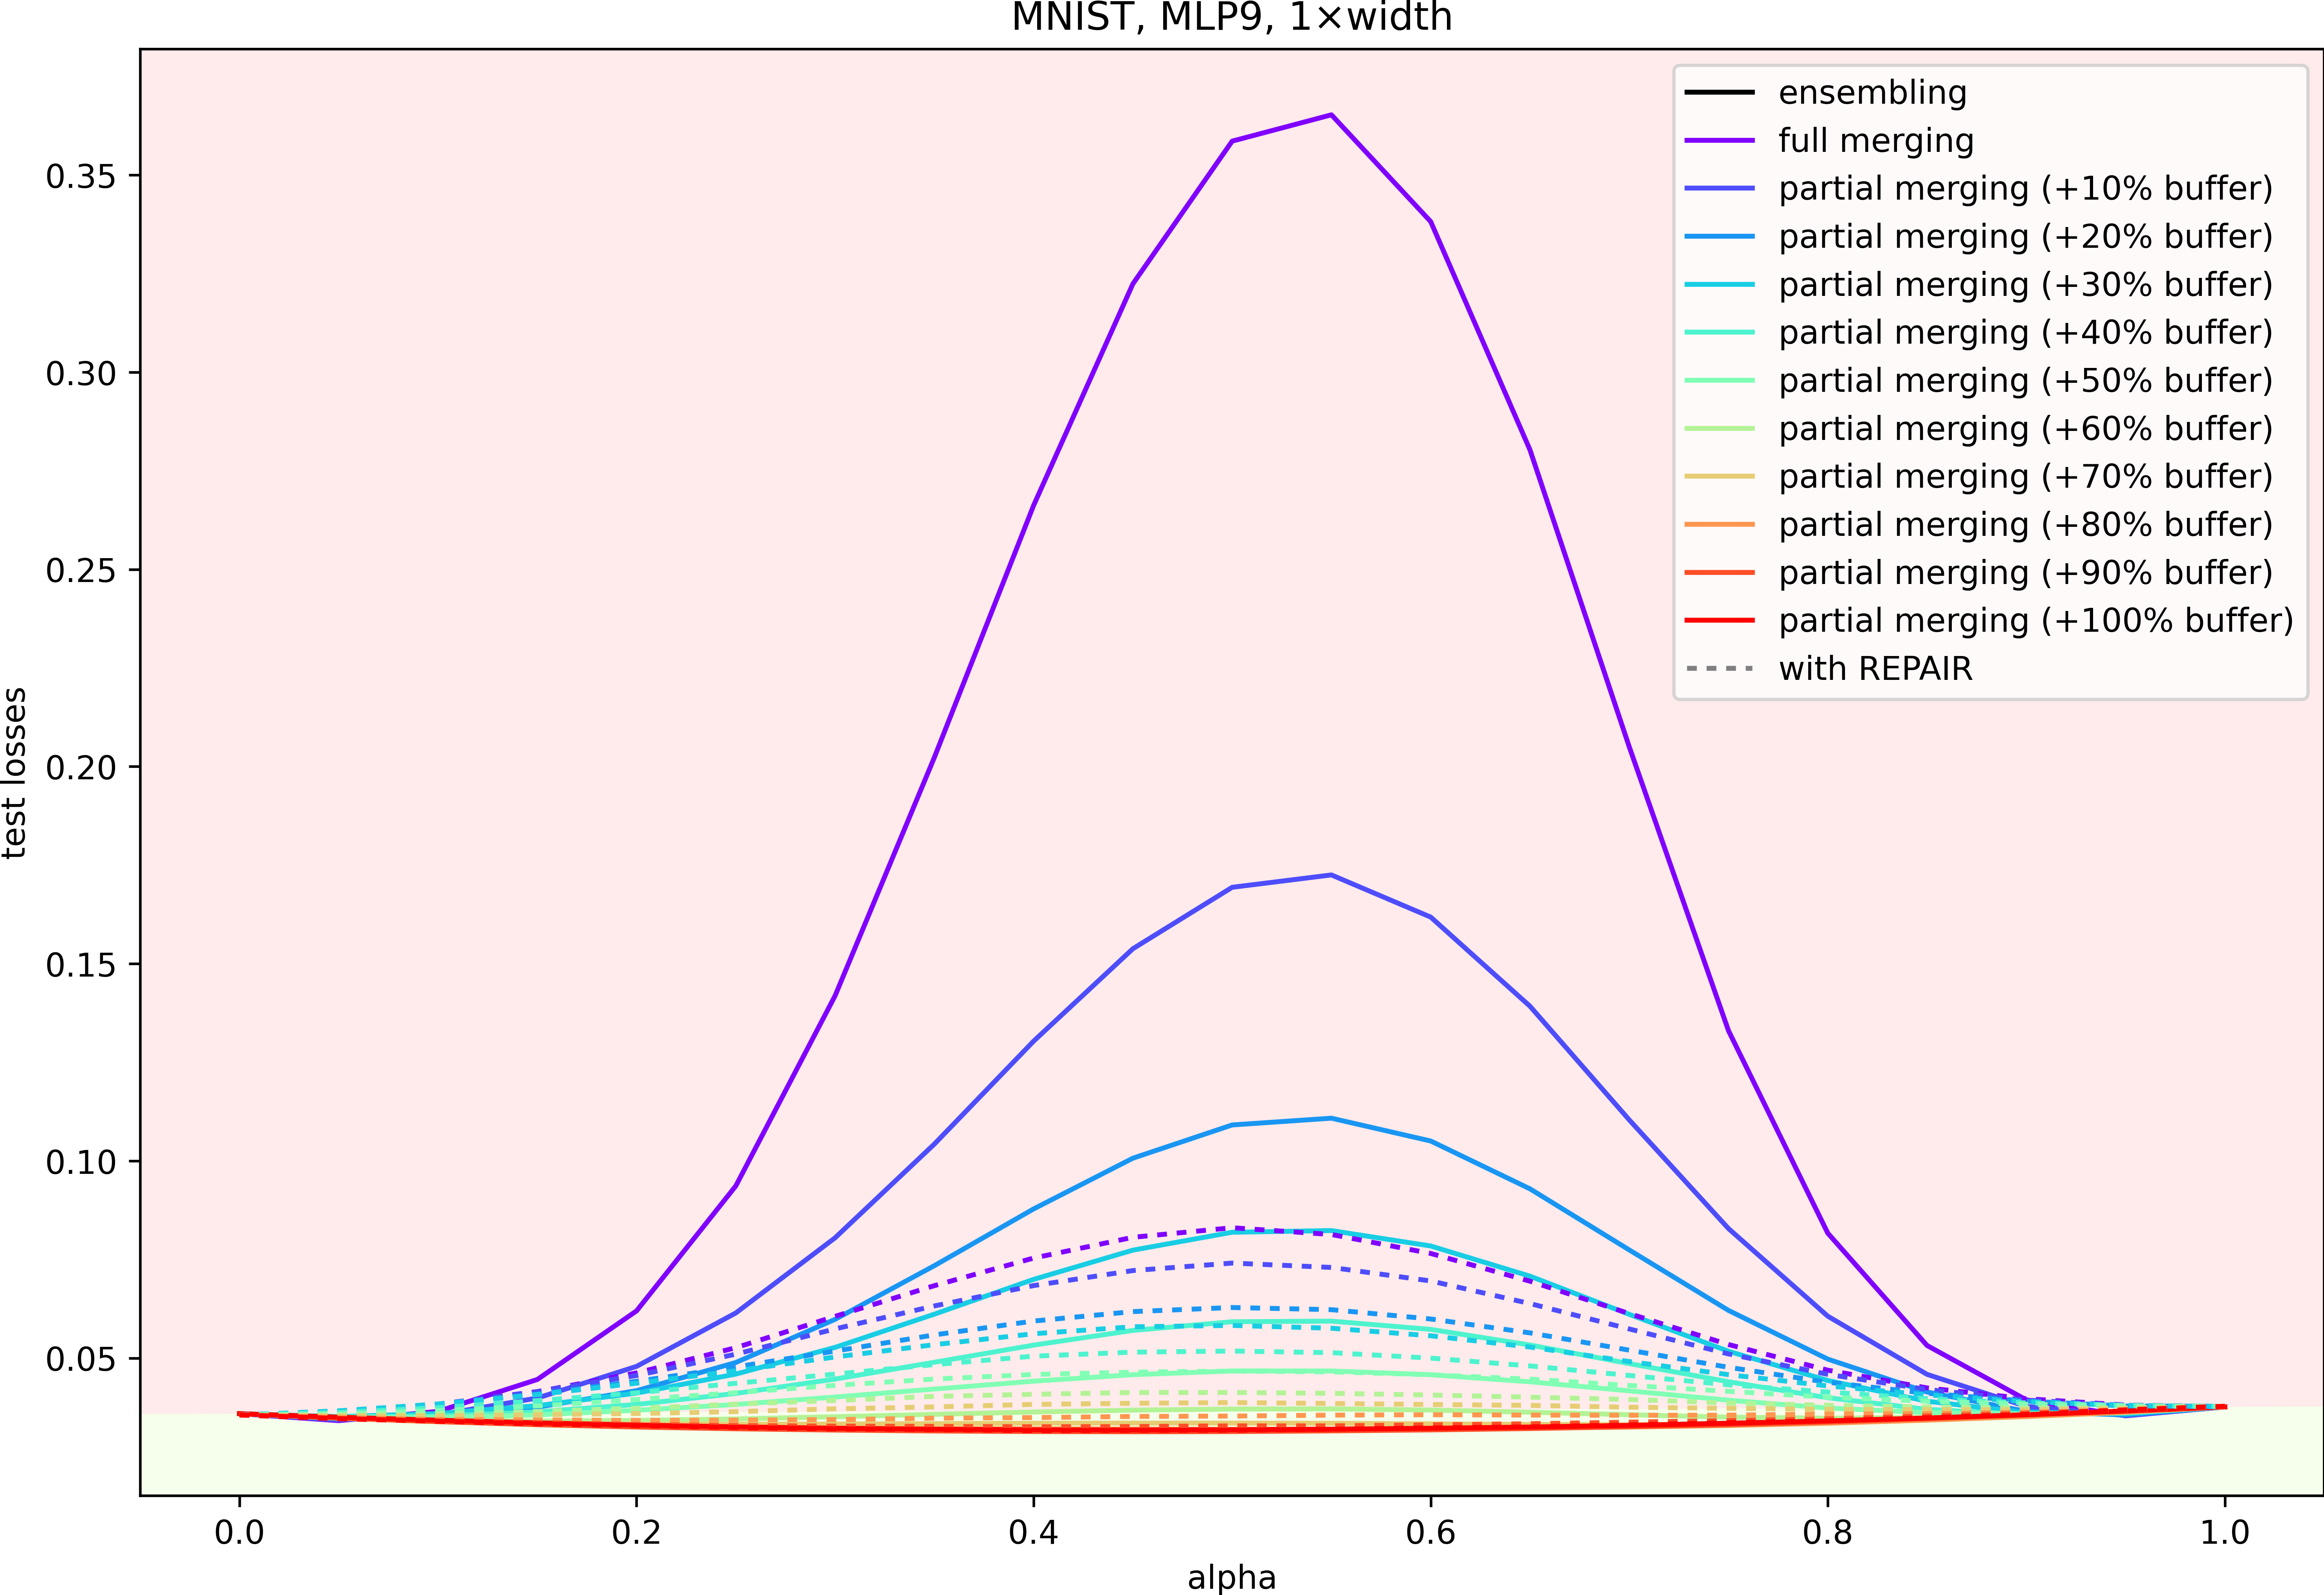 MNIST, MLP9, 1×width
ensembling
full merging
partial merging (+10% buffer)
partial merging (+20% buffer)
partial merging (+30% buffer)
partial merging (+40% buffer)
partial merging (+50% buffer)
partial merging (+60% buffer)
partial merging (+70% buffer)
partial merging (+80% buffer)
partial merging (+90% buffer)
partial merging (+100% buffer)
with REPAIR
test losses
0.35
0.30
0.25
0.20
0.15
0.10
0.05
0.0 0.2 0.4 0.6 0.8 1.0
alpha